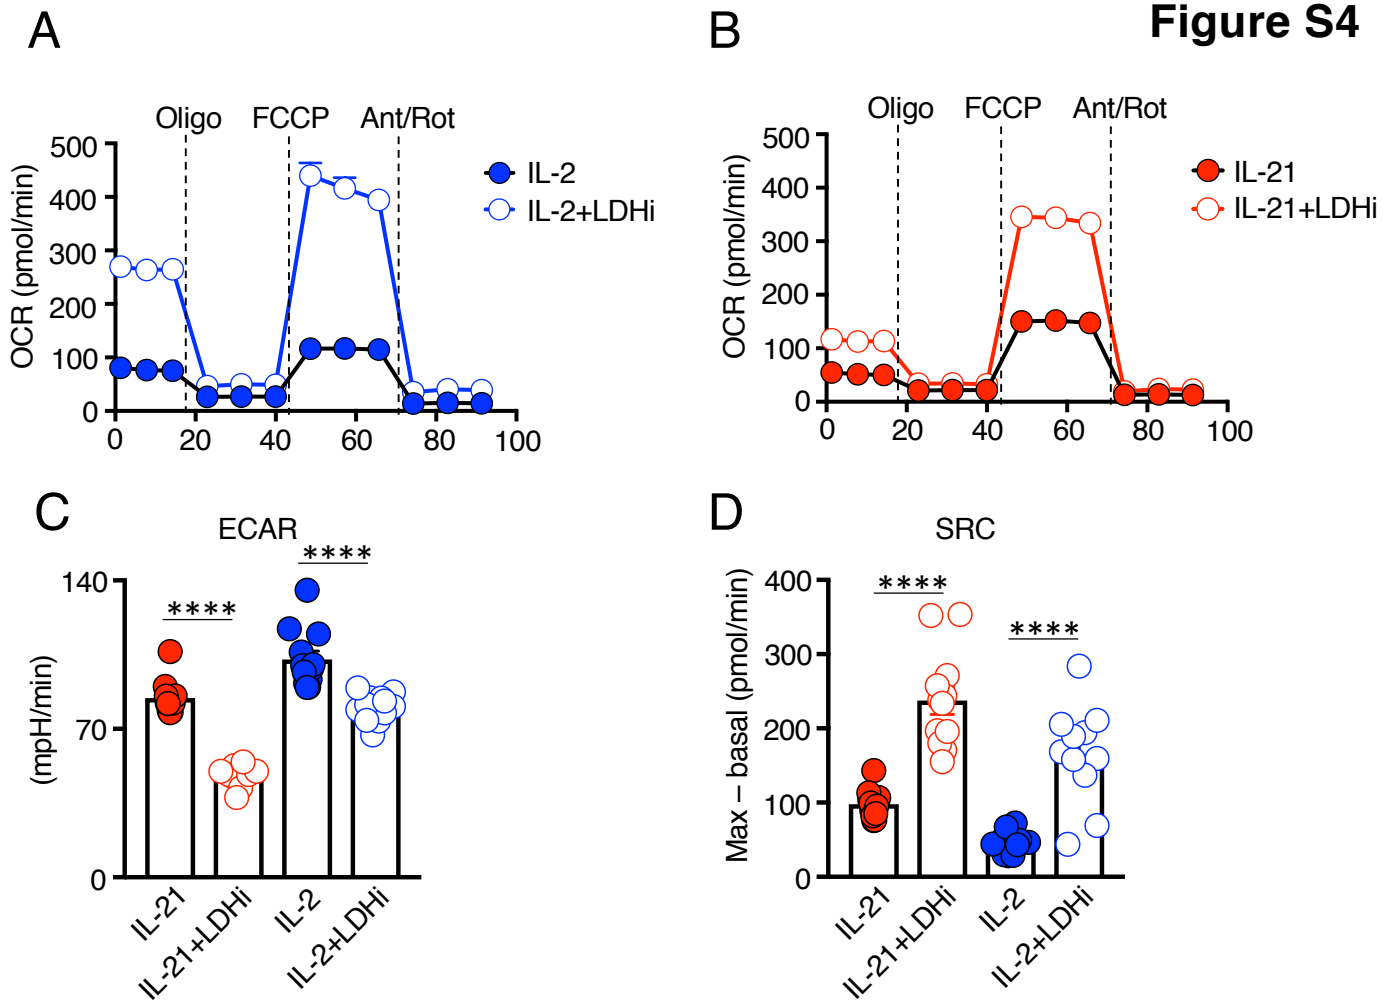 Figure S4
A
Oligo FCCP Ant/Rot
OCR (pmol/min)
500
400
300
200
100
0
0 20 40 60 80 100
IL-2
IL-2+LDHi
B
Oligo FCCP Ant/Rot
OCR (pmol/min)
500
400
300
200
100
0
0 20 40 60 80 100
IL-21
IL-21+LDHi
C
ECAR
(mpH/min)
140
70
0
****
****
IL-21
IL-21+LDHi
IL-2
IL-2+LDHi
D
SRC
Max – basal (pmol/min)
400
300
200
100
0
****
****
IL-21
IL-21+LDHi
IL-2
IL-2+LDHi